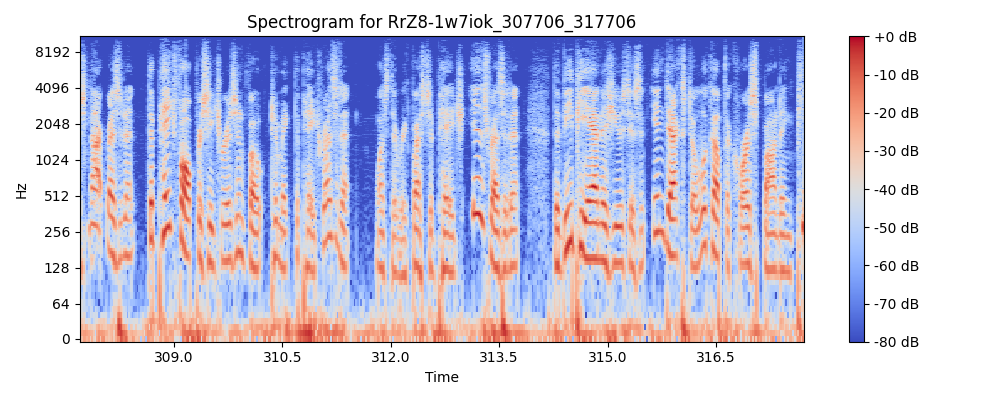 Spectrogram for RrZ8-1w7iok_307706_317706
Hz
8192
4096
2048
1024
512
256
128
64
0
309.0 310.5 312.0 313.5 315.0 316.5
Time
+0 dB
-10 dB
-20 dB
-30 dB
-40 dB
-50 dB
-60 dB
-70 dB
-80 dB